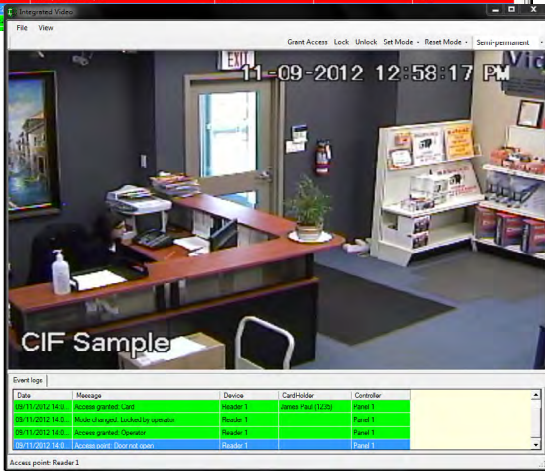 Integrated Video
File View
Grant Access Lock Unlock Set Mode Reset Mode Semi-permanent
EXIT
Vic
11-09-2012 12:58:17 PM
CIF Sample
Event logs
Date Message Device CardHolder Controller
09/11/2012 14:0... Access granted: Card Reader 1 James Paul (1235) Panel 1
09/11/2012 14:0... Mode changed: Locked by operator. Reader 1 Panel 1
09/11/2012 14:0... Access granted: Operator Reader 1 Panel 1
09/11/2012 14:0... Access point: Door not open Reader 1 Panel 1
Access point: Reader 1